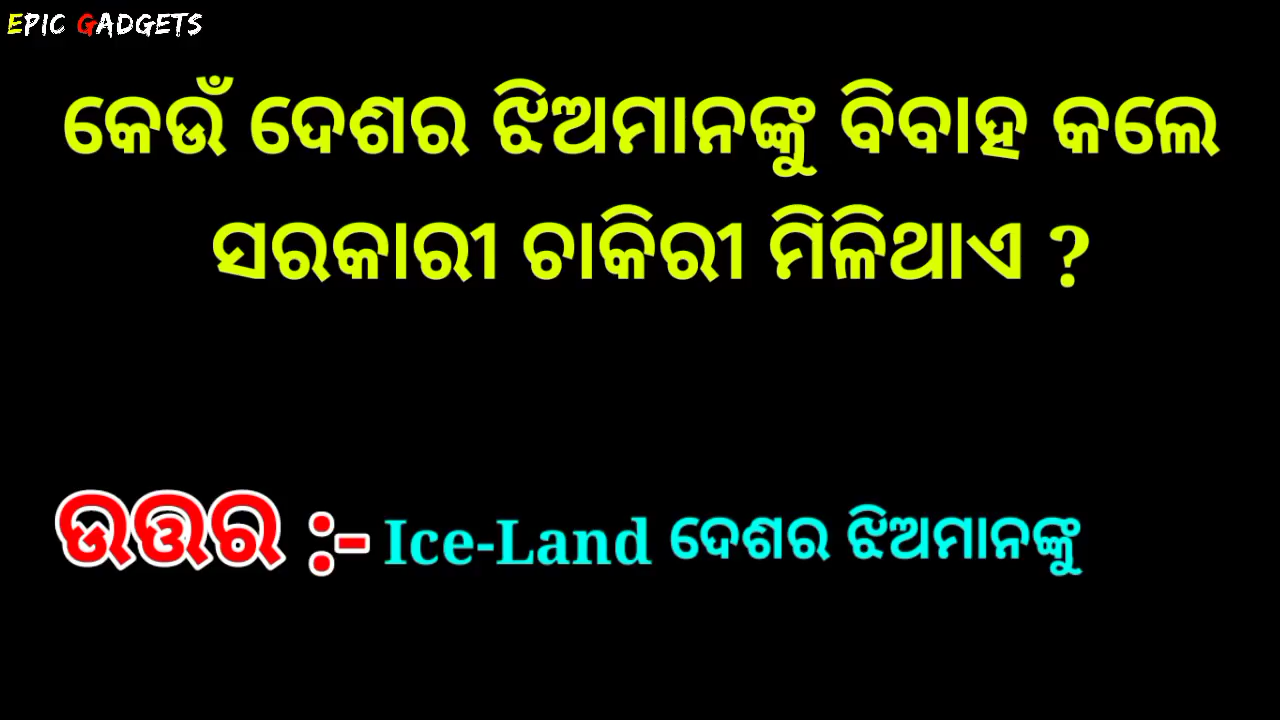 EPIC GADGETS
କେଉଁ ଦେଶର ଝିଅମାନଙ୍କୁ ବିବାହ କଲେ
ସରକାରୀ ଚାକିରୀ ମିଳିଥାଏ ?
ଉତ୍ତର :- Ice-Land ଦେଶର ଝିଅମାନଙ୍କୁ